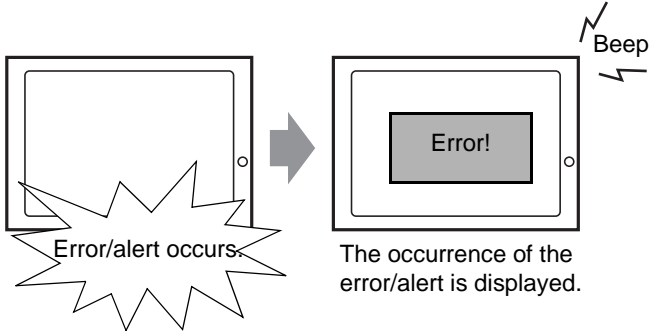 Beep
Error!
Error/alert occurs.
The occurrence of the
error/alert is displayed.